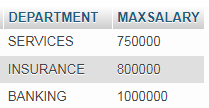 DEPARTMENT MAXSALARY
SERVICES 750000
INSURANCE 800000
BANKING 1000000